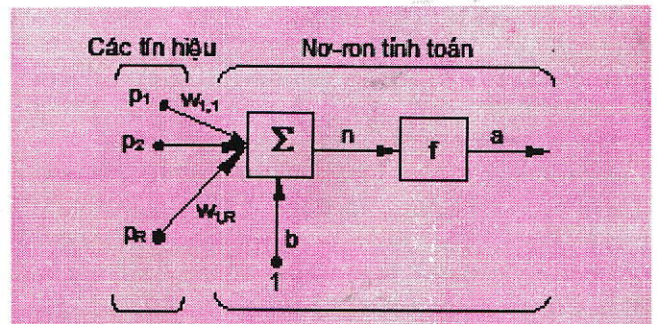 Các tín hiệu Nơ-ron tính toán
p1 w1,1
p2 Σ n f a
pR w1,R b
1